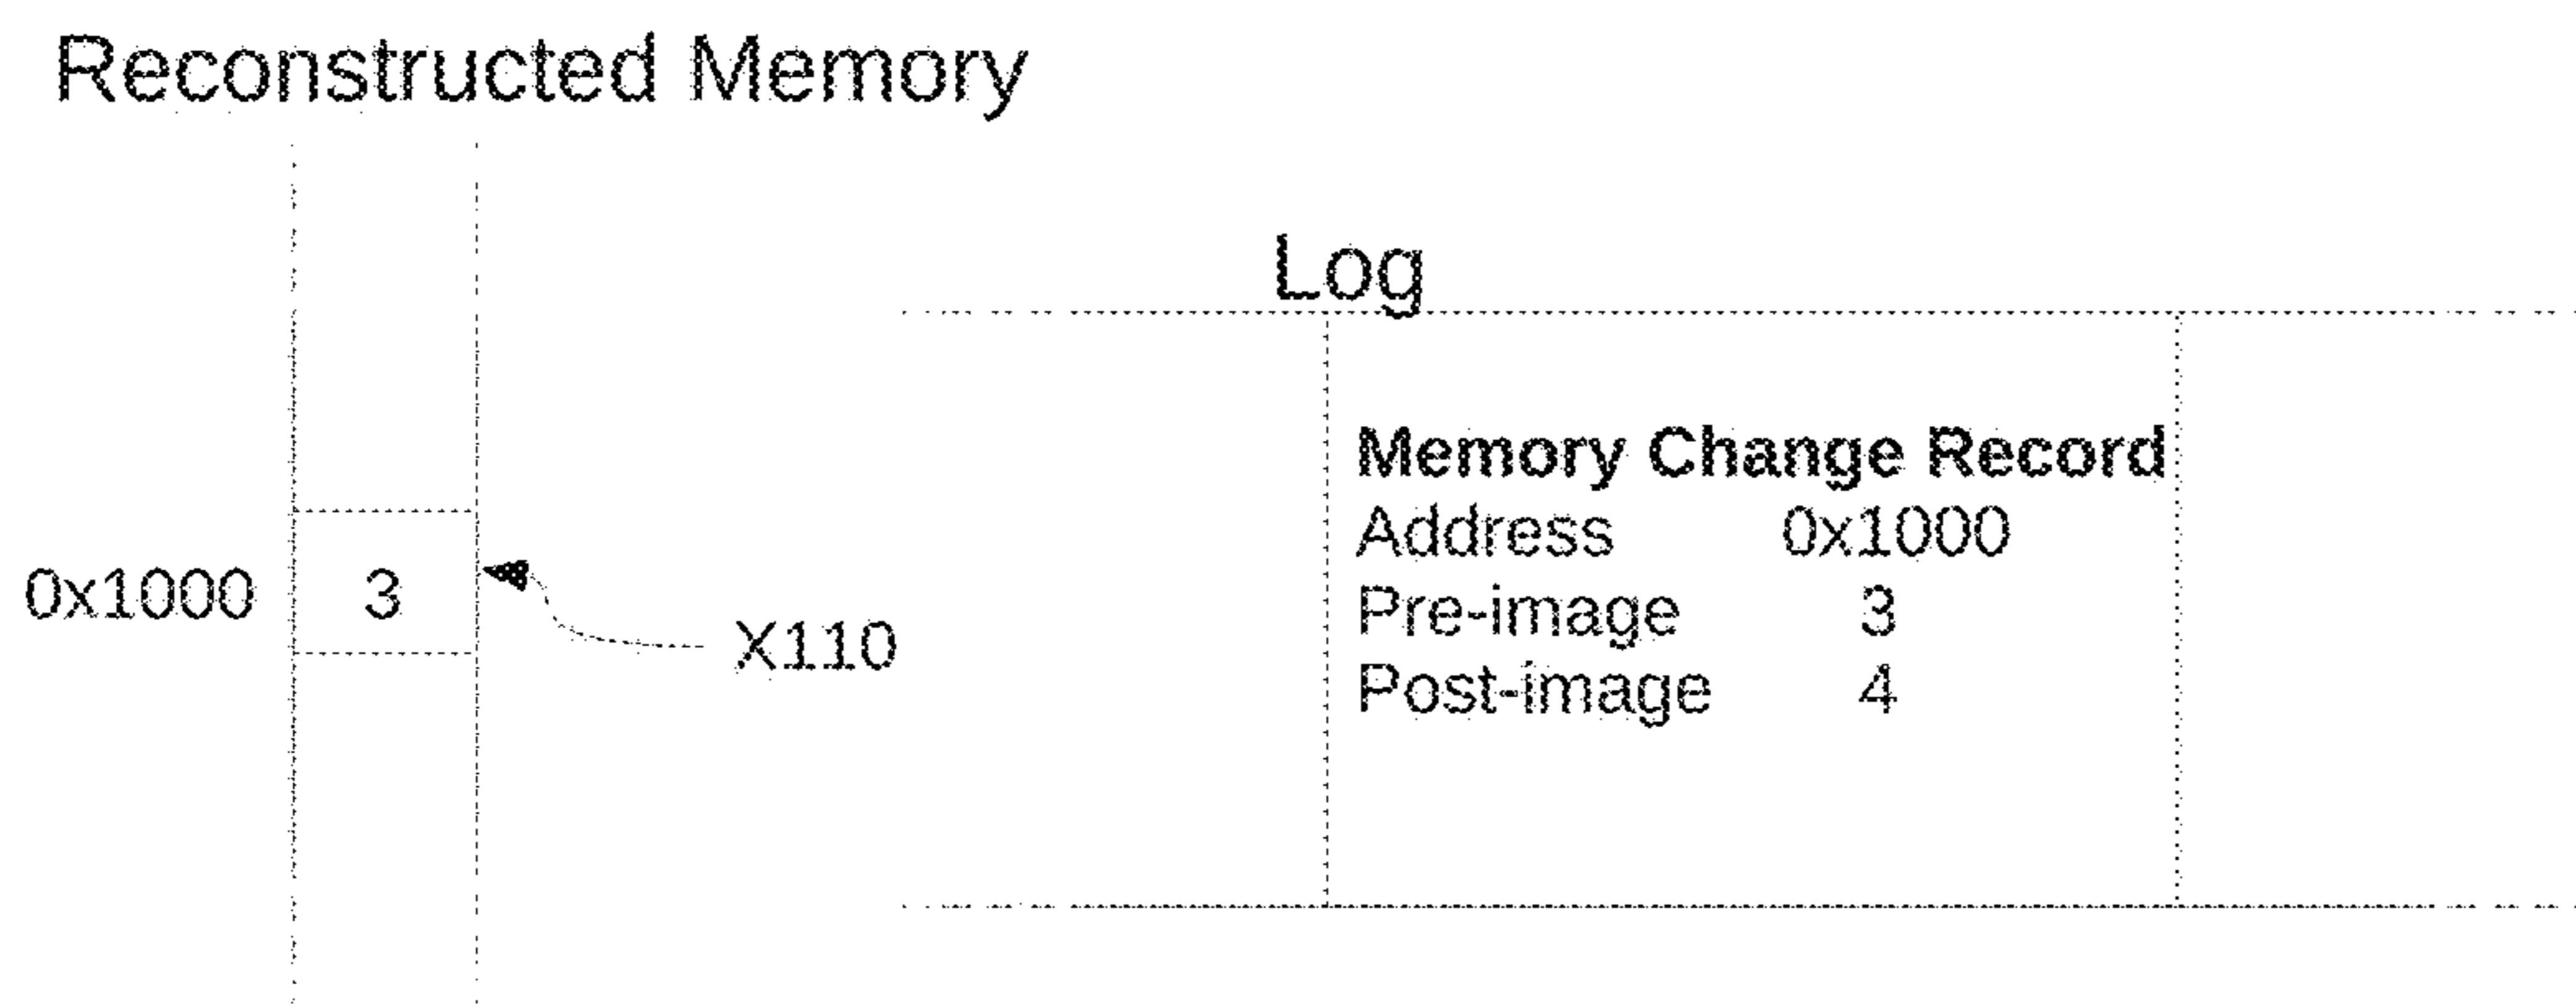 Reconstructed Memory
Log
Memory Change Record
Address 0x1000
Pre-image 3
Post-image 4
0x1000 3
X110